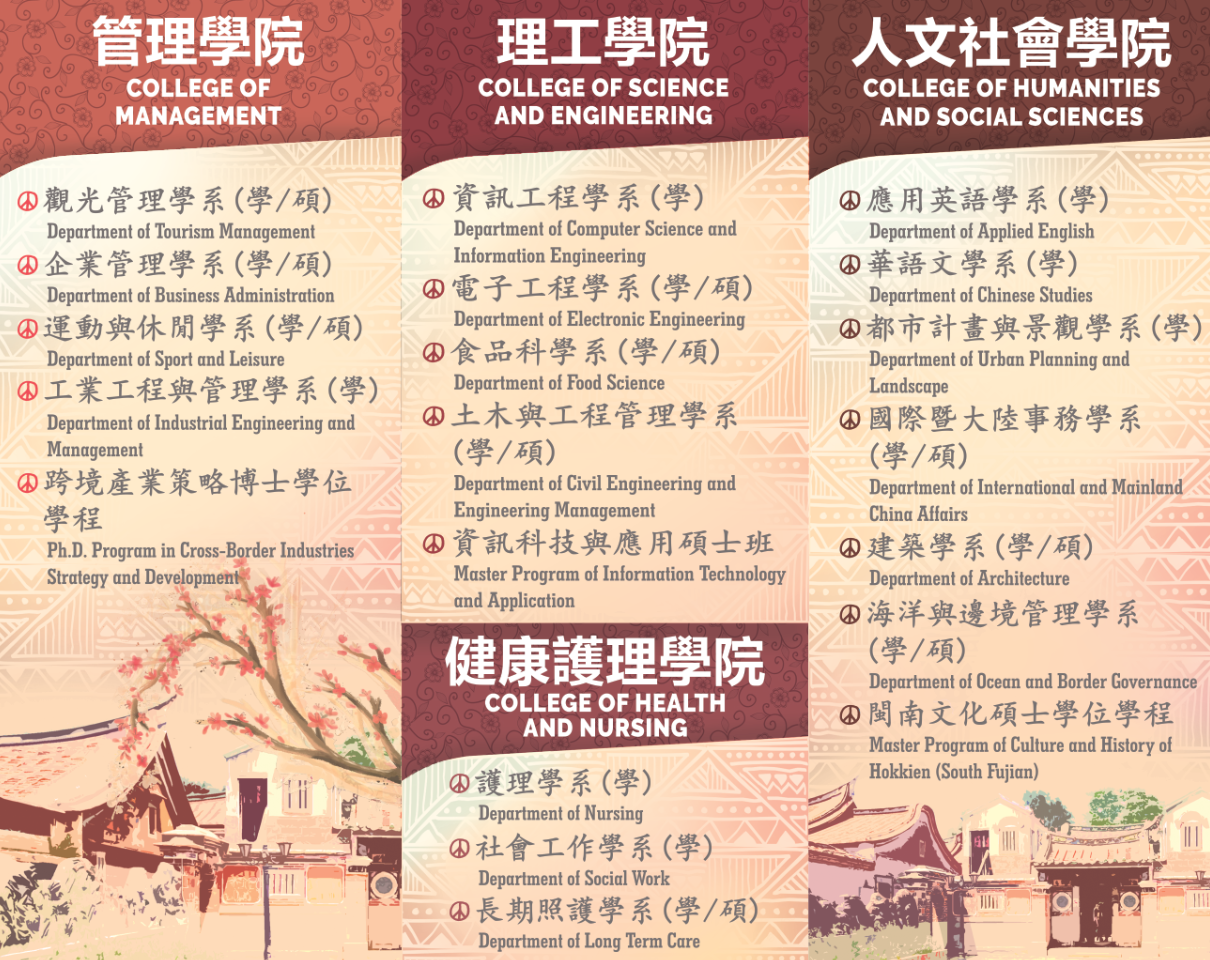 管理學院
COLLEGE OF
MANAGEMENT
觀光管理學系(學/碩)
Department of Tourism Management
企業管理學系(學/碩)
Department of Business Administration
運動與休閒學系(學/碩)
Department of Sport and Leisure
工業工程與管理學系(學)
Department of Industrial Engineering and
Management
跨境產業策略博士學位
學程
Ph.D. Program in Cross-Border Industries
Strategy and Development
理工學院
COLLEGE OF SCIENCE
AND ENGINEERING
資訊工程學系(學)
Department of Computer Science and
Information Engineering
電子工程學系(學/碩)
Department of Electronic Engineering
食品科學系(學/碩)
Department of Food Science
土木與工程管理學系
(學/碩)
Department of Civil Engineering and
Engineering Management
資訊科技與應用碩士班
Master Program of Information Technology
and Application
健康護理學院
COLLEGE OF HEALTH
AND NURSING
護理學系(學)
Department of Nursing
社會工作學系(學)
Department of Social Work
長期照護學系(學/碩)
Department of Long Term Care
人文社會學院
COLLEGE OF HUMANITIES
AND SOCIAL SCIENCES
應用英語學系(學)
Department of Applied English
華語文學系(學)
Department of Chinese Studies
都市計畫與景觀學系(學)
Department of Urban Planning and
Landscape
國際暨大陸事務學系
(學/碩)
Department of International and Mainland
China Affairs
建築學系(學/碩)
Department of Architecture
海洋與邊境管理學系
(學/碩)
Department of Ocean and Border Governance
閩南文化碩士學位學程
Master Program of Culture and History of
Hokkien (South Fujian)